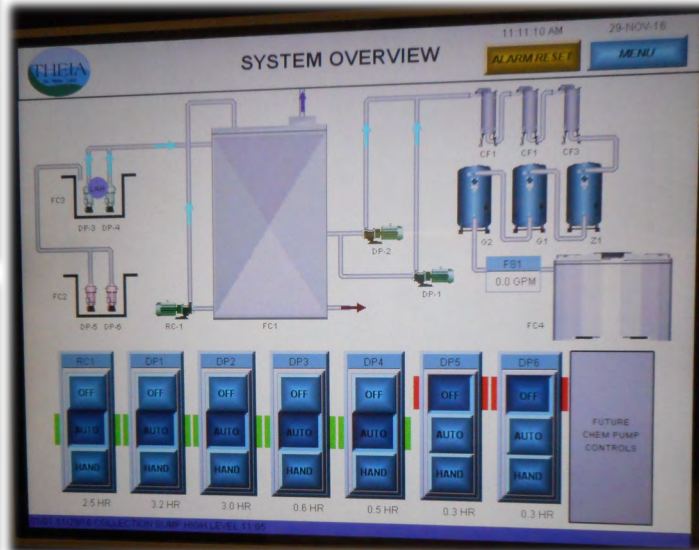 11:11:10 AM
29-NOV-16
THEIA
SYSTEM OVERVIEW
ALARM RESET
MENU
CF1
CF1
CF3
FC3
LAH
DP-3
DP-4
DP-2
G2
G1
Z1
DP-1
FS1
0.0 GPM
FC2
DP-5
DP-6
RC-1
FC1
FC4
RC1
DP1
DP2
DP3
DP4
DP5
DP6
OFF
OFF
OFF
OFF
OFF
OFF
OFF
AUTO
AUTO
AUTO
AUTO
AUTO
AUTO
AUTO
HAND
HAND
HAND
HAND
HAND
HAND
HAND
FUTURE
CHEM PUMP
CONTROLS
2.5 HR
3.2 HR
3.0 HR
0.6 HR
0.5 HR
0.3 HR
0.3 HR
COLLECTION SUMP HIGH LEVEL 11:05